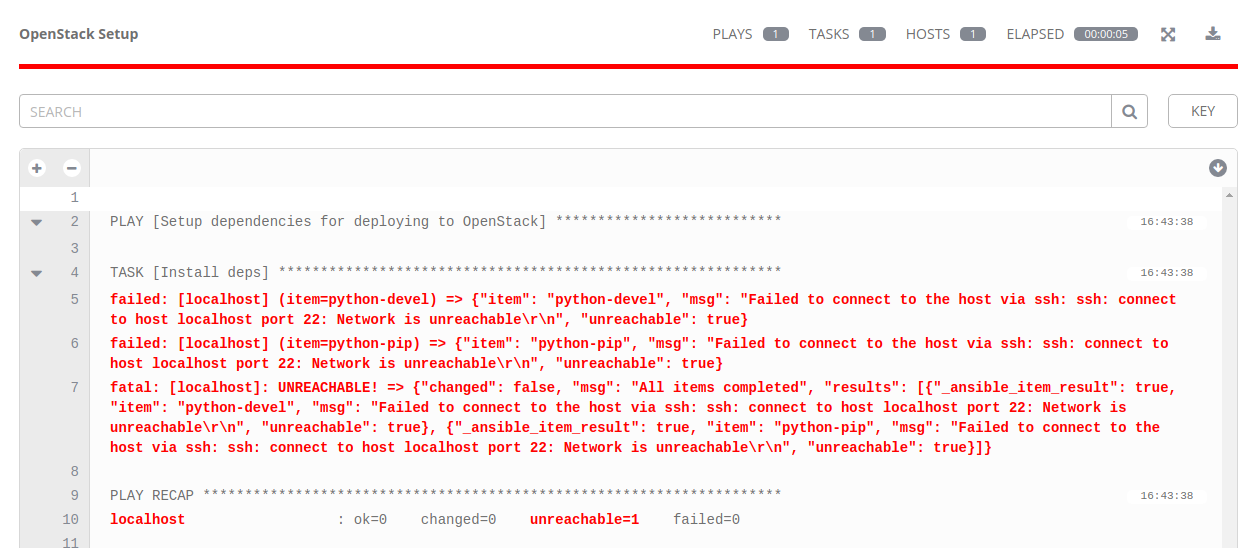 OpenStack Setup PLAYS 1 TASKS 1 HOSTS 1 ELAPSED 00:00:05
SEARCH KEY
1
2 PLAY [Setup dependencies for deploying to OpenStack] *************************** 16:43:38
3
4 TASK [Install deps] ************************************************************ 16:43:38
5 failed: [localhost] (item=python-devel) => {"item": "python-devel", "msg": "Failed to connect to the host via ssh: ssh: connect
to host localhost port 22: Network is unreachable\r\n", "unreachable": true}
6 failed: [localhost] (item=python-pip) => {"item": "python-pip", "msg": "Failed to connect to the host via ssh: ssh: connect to
host localhost port 22: Network is unreachable\r\n", "unreachable": true}
7 fatal: [localhost]: UNREACHABLE! => {"changed": false, "msg": "All items completed", "results": [{"_ansible_item_result": true,
"item": "python-devel", "msg": "Failed to connect to the host via ssh: ssh: connect to host localhost port 22: Network is
unreachable\r\n", "unreachable": true}, {"_ansible_item_result": true, "item": "python-pip", "msg": "Failed to connect to the
host via ssh: ssh: connect to host localhost port 22: Network is unreachable\r\n", "unreachable": true}]}
8
9 PLAY RECAP ********************************************************************* 16:43:38
10 localhost : ok=0 changed=0 unreachable=1 failed=0
11